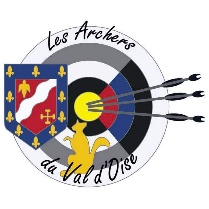 Les Archers
du Val d'Oise